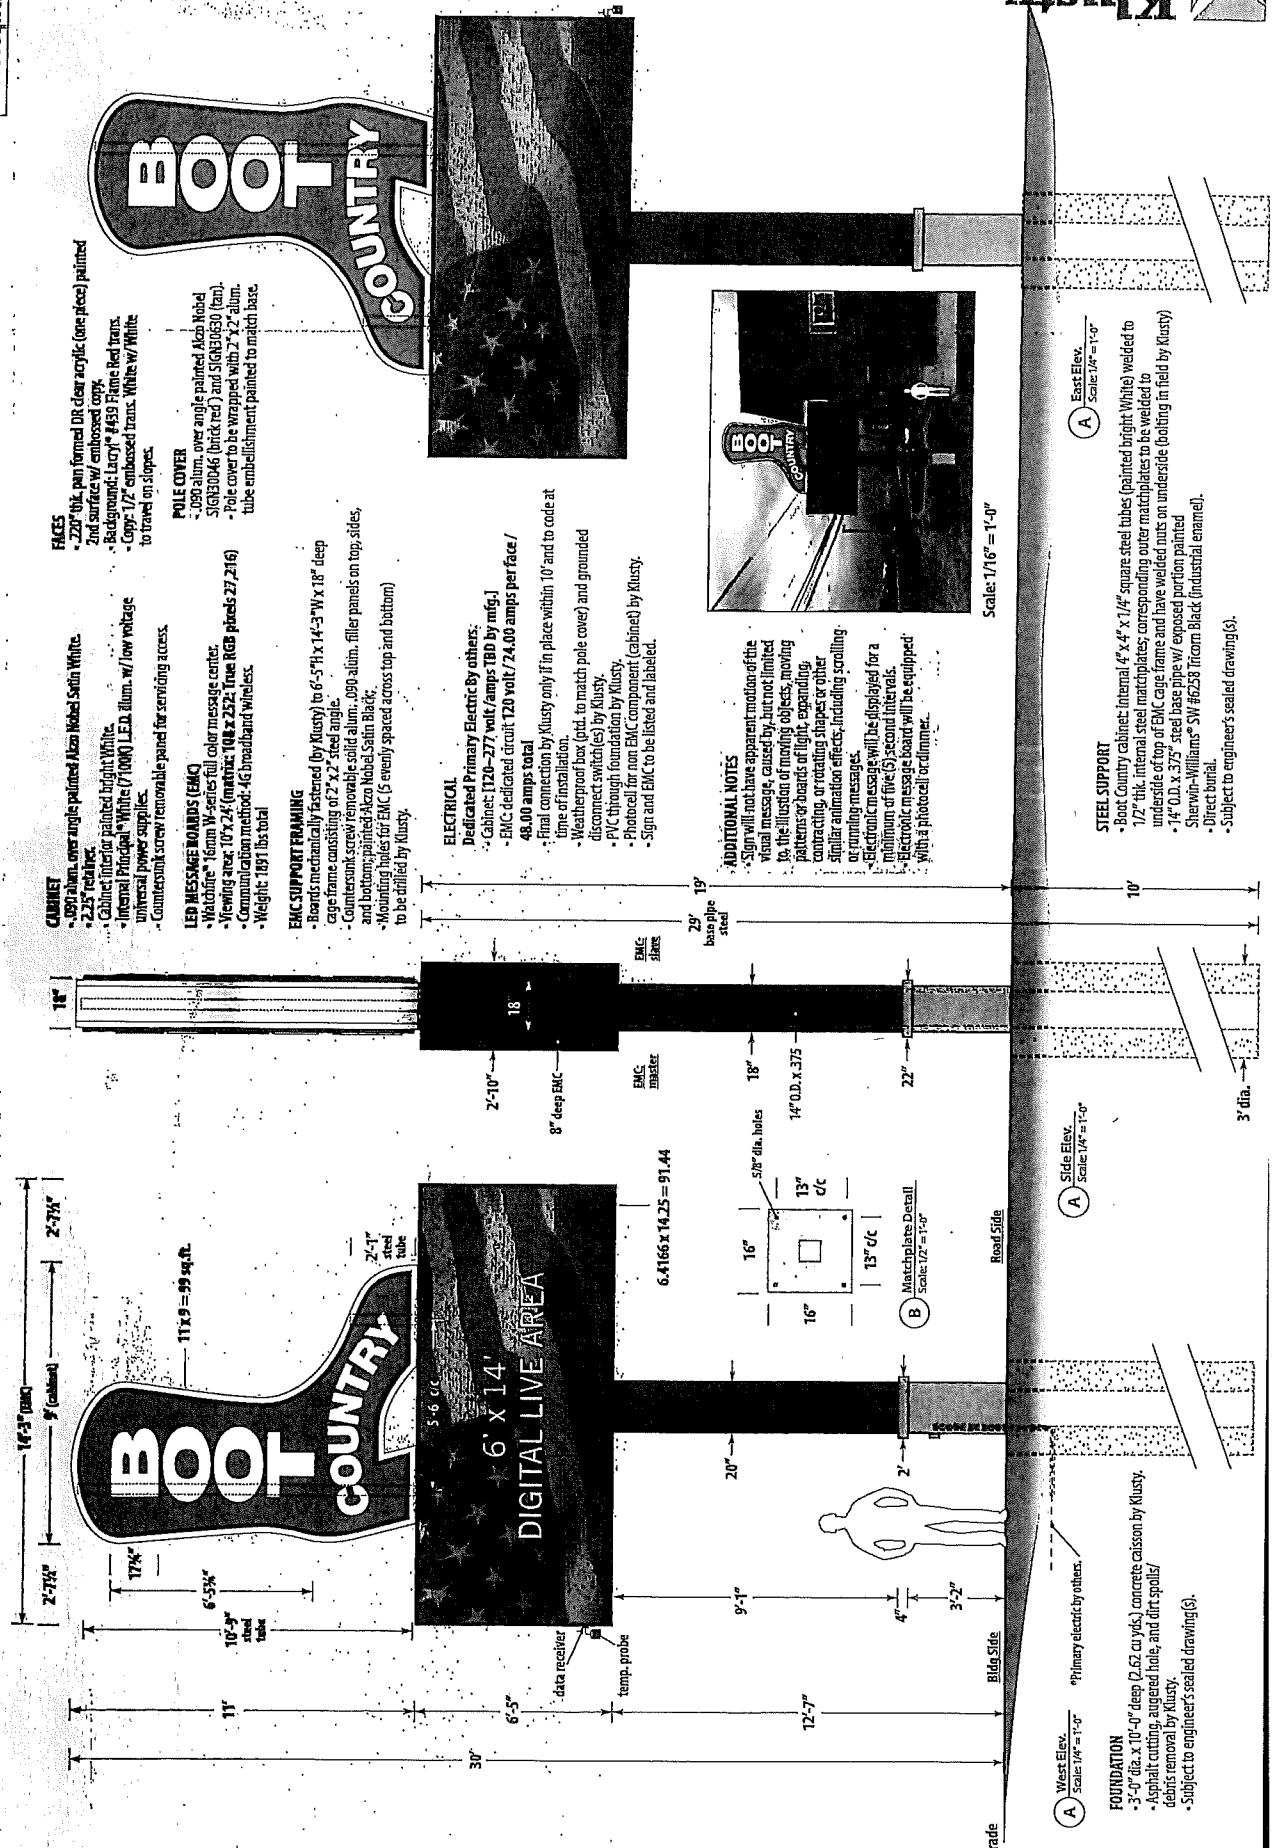 CABINET
• .090 alum. over angle painted Akzo Nobel Satin White.
• 2.25" retainer.
• Cabinet interior painted bright White.
• Internal Principal® White (7100K) L.E.D. illum. w/ low voltage
universal power supplies.
• Countersunk screw removable panel for servicing access.
LED MESSAGE BOARDS (EMC)
• Watchfire® 16mm W-series full color message center.
• Viewing area: (matrix: 108 x 252; True RGB pixels 27,216)
• Communication method: 4G broadband wireless.
• Weight: 1891 lbs total
EMC SUPPORT FRAMING
• Boards mechanically fastened (by Klusty) to 6'-5"H x 14'-3"W x 18" deep
cage frame consisting of 2" x 2" steel angle.
• Countersunk screw removable solid alum. .090 alum. filler panels on top, sides,
and bottom; painted Akzo Nobel Satin Black.
• Mounting holes for EMC (5 evenly spaced across top and bottom)
to be drilled by Klusty.
FACES
• .220" thk. pan formed DR clear acrylic (one piece) painted
2nd surface w/ embossed copy.
• Background: Lacryl® #439 Flame Red trans.
• Copy: 1/2" embossed trans. White w/ White
to travel on slopes.
POLE COVER
• .090 alum. over angle painted Akzo Nobel
SIGN30046 (brick red) and SIGN30630 (tan).
• Pole cover to be wrapped with 2" x 2" alum.
tube embellishment painted to match base.
ELECTRICAL
Dedicated Primary Electric By others.
• Cabinet: [120–277 volt/amps TBD by mfg.]
• EMC: dedicated circuit 120 volt / 24.00 amps per face /
48.00 amps total
• Final connection by Klusty only if in place within 10' and to code at
time of installation.
• Weatherproof box (ptd. to match pole cover) and grounded
disconnect switch(es) by Klusty.
• PVC through foundation by Klusty.
• Photocell for non EMC component (cabinet) by Klusty.
• Sign and EMC to be listed and labeled.
ADDITIONAL NOTES
• Sign will not have apparent motion of the
visual message, caused by, but not limited
to, the illusion of moving objects, moving
patterns or boards of flight, expanding,
contracting, or rotating shapes or other
similar animation effects, including scrolling
or running messages.
• Electronic message will be displayed for a
minimum of five (5) second intervals.
• Electronic message board will be equipped
with a photocell or dimmer.
STEEL SUPPORT
• Boot Country cabinet: internal 4" x 4" x 1/4" square steel tubes (painted bright White) welded to
1/2" thk. internal steel matchplates; corresponding outer matchplates to be welded to
underside of top of EMC cage frame and have welded nuts on underside (bolting in field by Klusty)
• 14" O.D. x .375" steel base pipe w/ exposed portion painted
Sherwin-Williams® SW #6258 Tricorn Black (industrial enamel).
• Direct burial.
• Subject to engineer's sealed drawing(s).
14'-3" (EMC)
2'-7½"
9' (cabinet)
2'-7½"
11 x 9 = 99 sq.ft.
17¾"
10'-9"
steel
tube
2'-1"
steel
tube
BOOT
COUNTRY
6' x 14'
DIGITAL LIVE AREA
data receiver
temp. probe
6.4166 x 14.25 = 91.44
11'
6'-5"
12'-7"
30'
9'-1"
4"
3'-2"
20"
2'
Bldg Side
Road Side
16"
16"
13"
c/c
13" c/c
5/8" dia. holes
B
Matchplate Detail
Scale: 1/2" = 1'-0"
A
West Elev.
Scale: 1/4" = 1'-0"
*Primary electric by others.
FOUNDATION
• 3'-0" dia. x 10'-0" deep (2.62 cu yds.) concrete caisson by Klusty.
• Asphalt cutting, augered hole, and dirt spoils/
debris removal by Klusty.
• Subject to engineer's sealed drawing(s).
18"
2'-10"
18"
8" deep EMC
EMC-
master
EMC-
slave
18"
14" O.D. x .375
22"
19'
29'
base pipe
steel
10'
3' dia.
A
Side Elev.
Scale: 1/4" = 1'-0"
BOOT
COUNTRY
BOOT
COUNTRY
Scale: 1/16" = 1'-0"
A
East Elev.
Scale: 1/4" = 1'-0"